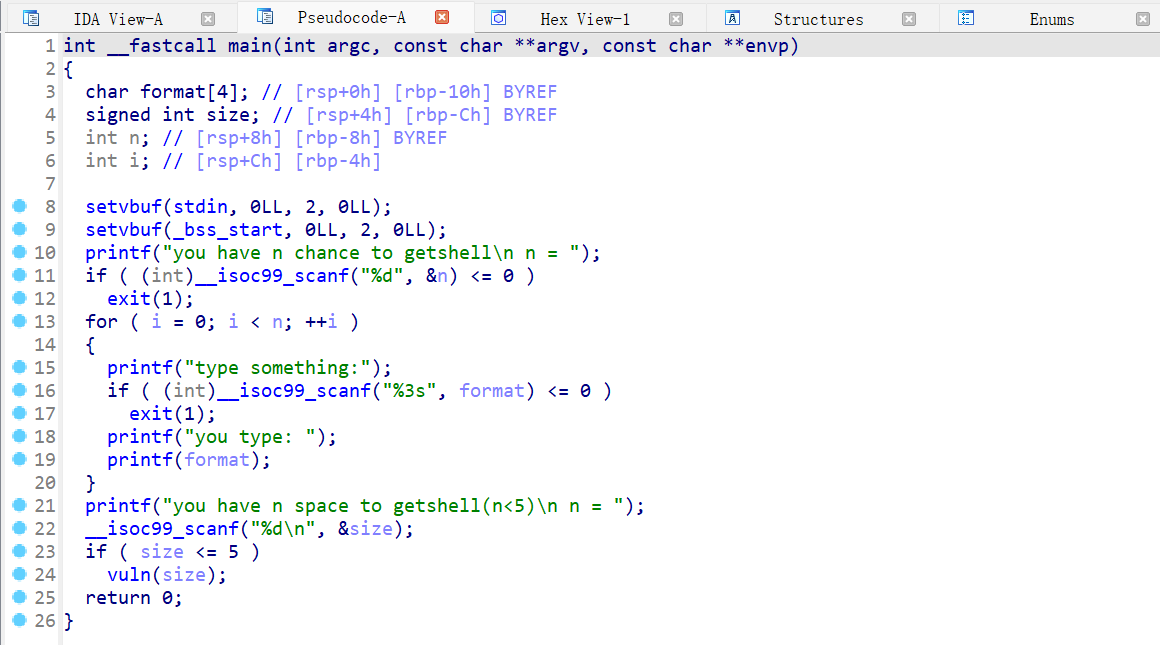 IDA View-A Pseudocode-A Hex View-1 Structures Enums
1 int __fastcall main(int argc, const char **argv, const char **envp)
2 {
3   char format[4]; // [rsp+0h] [rbp-10h] BYREF
4   signed int size; // [rsp+4h] [rbp-Ch] BYREF
5   int n; // [rsp+8h] [rbp-8h] BYREF
6   int i; // [rsp+Ch] [rbp-4h]
7
8   setvbuf(stdin, 0LL, 2, 0LL);
9   setvbuf(_bss_start, 0LL, 2, 0LL);
10   printf("you have n chance to getshell\n n = ");
11   if ( (int)__isoc99_scanf("%d", &n) <= 0 )
12     exit(1);
13   for ( i = 0; i < n; ++i )
14   {
15     printf("type something:");
16     if ( (int)__isoc99_scanf("%3s", format) <= 0 )
17       exit(1);
18     printf("you type: ");
19     printf(format);
20   }
21   printf("you have n space to getshell(n<5)\n n = ");
22   __isoc99_scanf("%d\n", &size);
23   if ( size <= 5 )
24     vuln(size);
25   return 0;
26 }